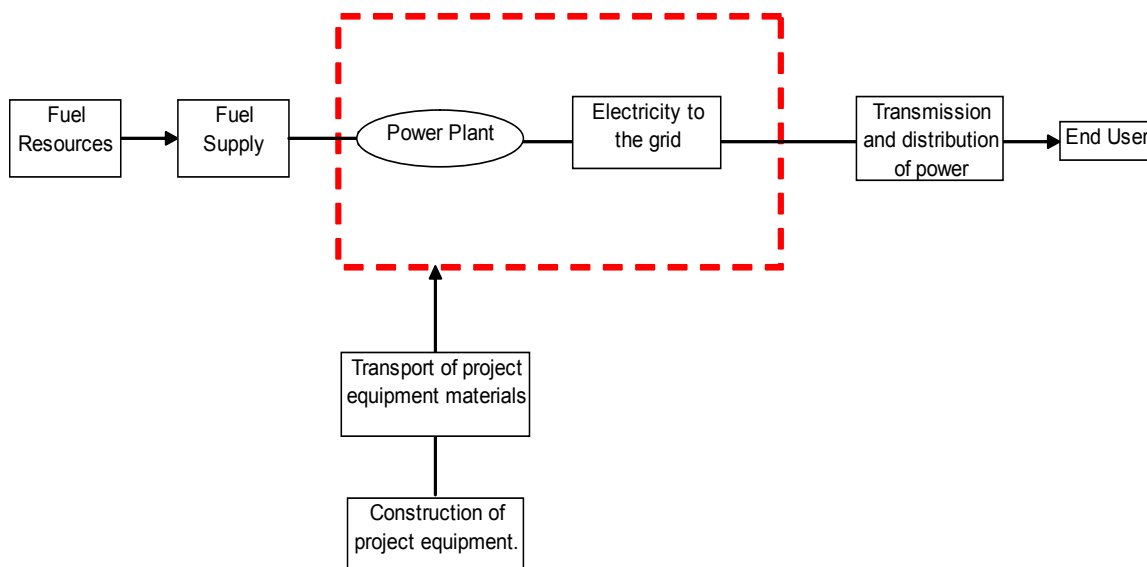 Fuel
Resources
Fuel
Supply
Power Plant
Electricity to
the grid
Transmission
and distribution
of power
End User
Transport of project
equipment materials
Construction of
project equipment.